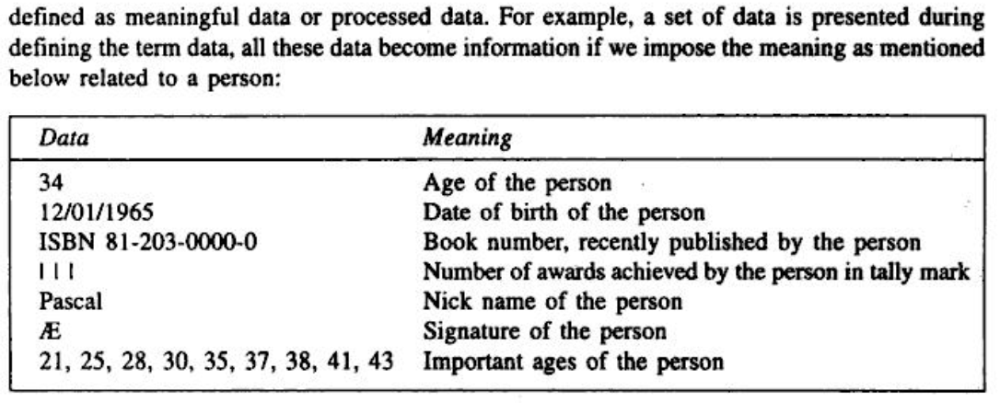 defined as meaningful data or processed data. For example, a set of data is presented during
defining the term data, all these data become information if we impose the meaning as mentioned
below related to a person:
Data Meaning
34 Age of the person
12/01/1965 Date of birth of the person
ISBN 81-203-0000-0 Book number, recently published by the person
| | | Number of awards achieved by the person in tally mark
Pascal Nick name of the person
Æ Signature of the person
21, 25, 28, 30, 35, 37, 38, 41, 43 Important ages of the person